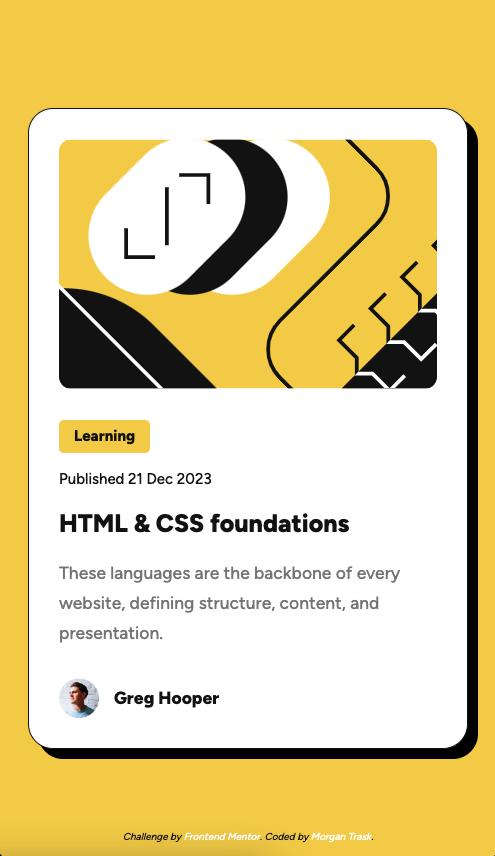 Learning
Published 21 Dec 2023
HTML & CSS foundations
These languages are the backbone of every
website, defining structure, content, and
presentation.
Greg Hooper
Challenge by Frontend Mentor. Coded by Morgan Trask.